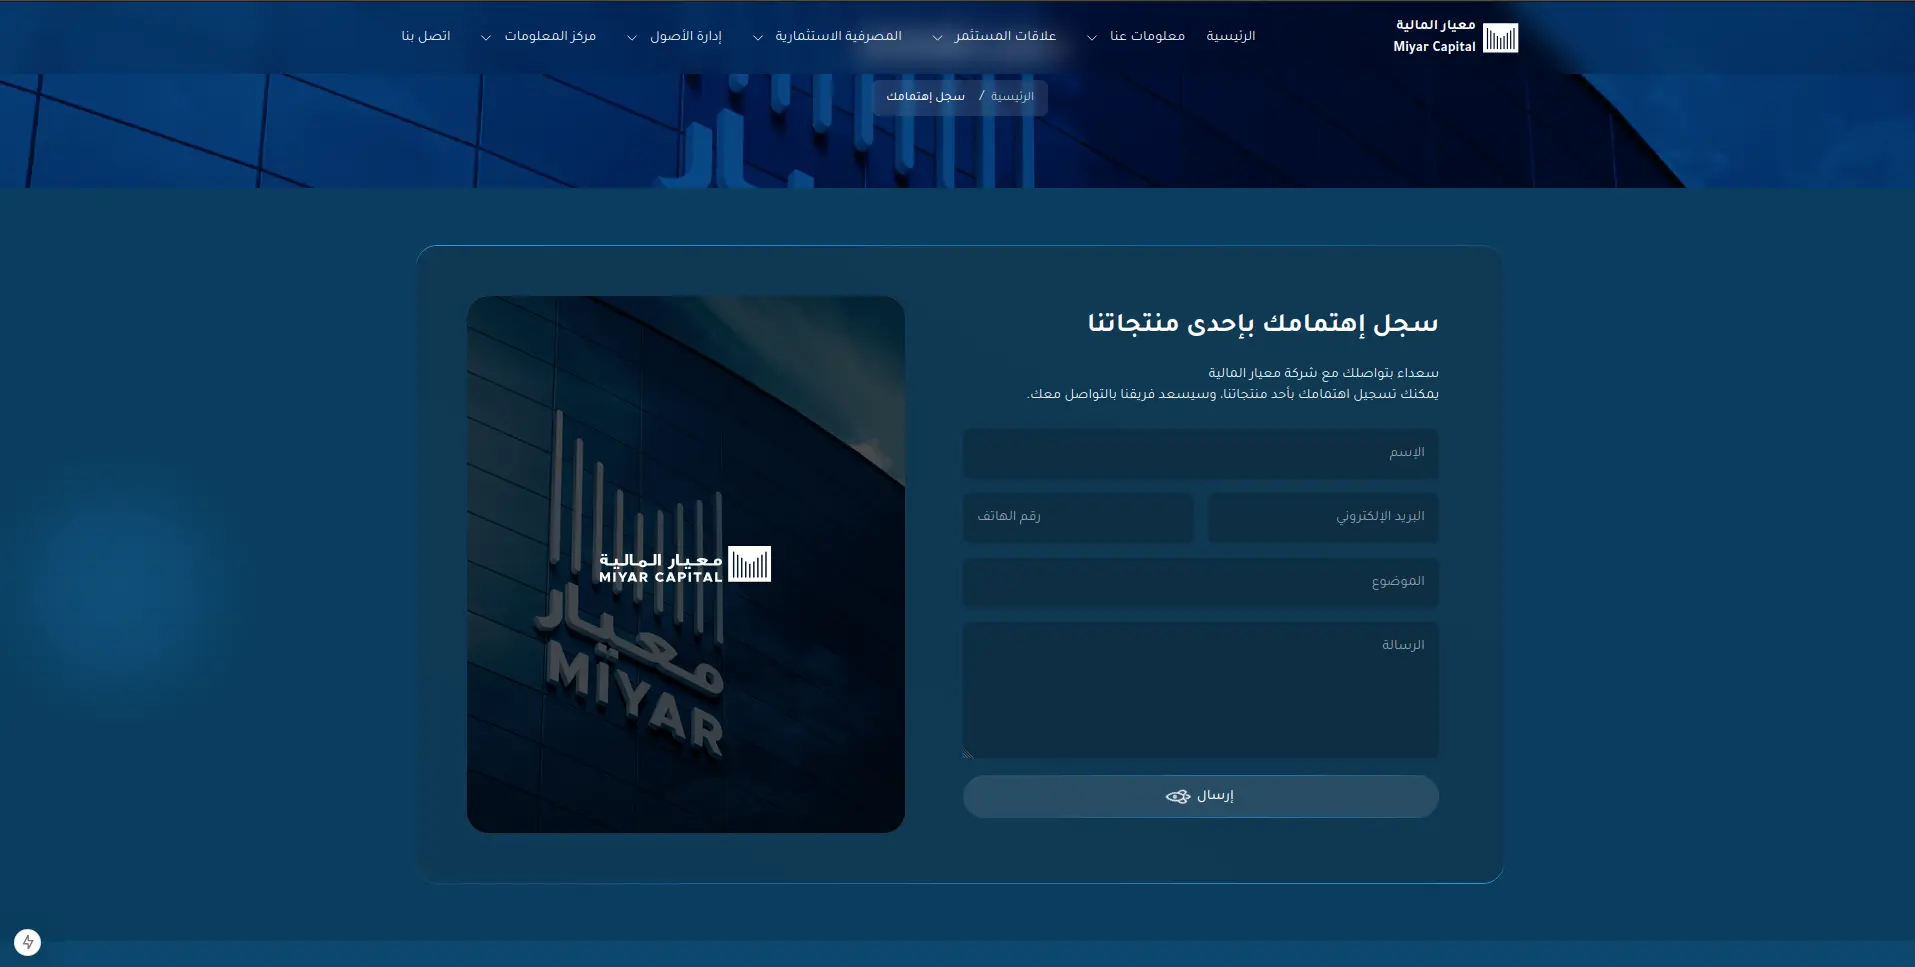 معيار المالية
Miyar Capital
الرئيسية
معلومات عنا
علاقات المستثمر
المصرفية الاستثمارية
إدارة الأصول
مركز المعلومات
اتصل بنا
الرئيسية / سجل إهتمامك
سجل إهتمامك بإحدى منتجاتنا
سعداء بتواصلك مع شركة معيار المالية
يمكنك تسجيل اهتمامك بأحد منتجاتنا، وسيسعد فريقنا بالتواصل معك.
الإسم
البريد الإلكتروني
رقم الهاتف
الموضوع
الرسالة
إرسال
معيار المالية
MIYAR CAPITAL
معيار
MIYAR